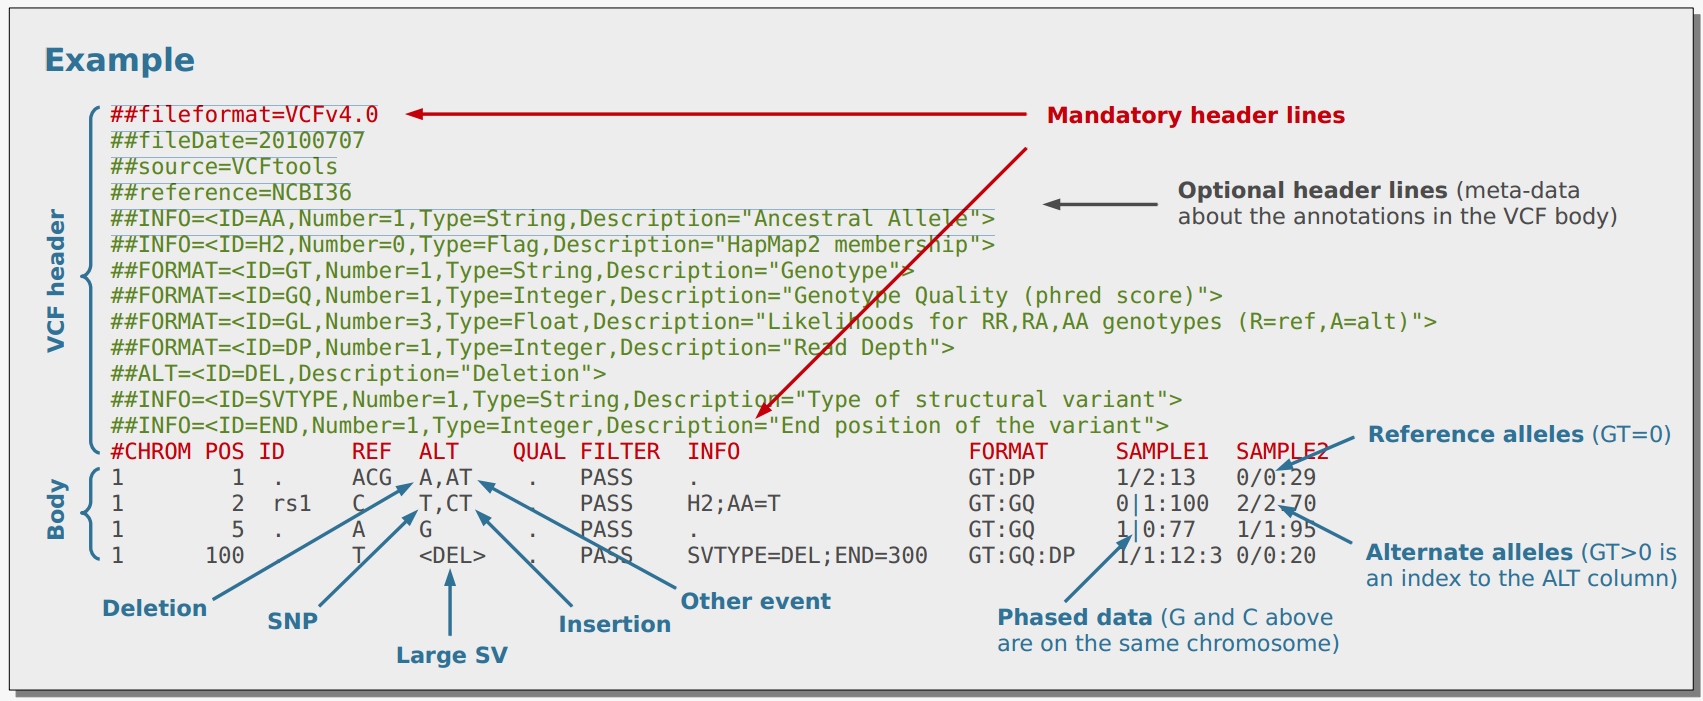 Example
##fileformat=VCFv4.0
Mandatory header lines
##fileDate=20100707
##source=VCFtools
##reference=NCBI36
Optional header lines (meta-data
about the annotations in the VCF body)
##INFO=<ID=AA,Number=1,Type=String,Description="Ancestral Allele">
##INFO=<ID=H2,Number=0,Type=Flag,Description="HapMap2 membership">
##FORMAT=<ID=GT,Number=1,Type=String,Description="Genotype">
##FORMAT=<ID=GQ,Number=1,Type=Integer,Description="Genotype Quality (phred score)">
##FORMAT=<ID=GL,Number=3,Type=Float,Description="Likelihoods for RR,RA,AA genotypes (R=ref,A=alt)">
##FORMAT=<ID=DP,Number=1,Type=Integer,Description="Read Depth">
##ALT=<ID=DEL,Description="Deletion">
##INFO=<ID=SVTYPE,Number=1,Type=String,Description="Type of structural variant">
##INFO=<ID=END,Number=1,Type=Integer,Description="End position of the variant">
VCF header
#CHROM POS ID REF ALT QUAL FILTER INFO FORMAT SAMPLE1 SAMPLE2
1 1 . ACG A,AT . PASS . GT:DP 1/2:13 0/0:29
1 2 rs1 C T,CT . PASS H2;AA=T GT:GQ 0|1:100 2/2:70
1 5 . A G . PASS . GT:GQ 1|0:77 1/1:95
1 100 T <DEL> . PASS SVTYPE=DEL;END=300 GT:GQ:DP 1/1:12:3 0/0:20
Body
Reference alleles (GT=0)
Alternate alleles (GT>0 is
an index to the ALT column)
Deletion
SNP
Large SV
Insertion
Other event
Phased data (G and C above
are on the same chromosome)